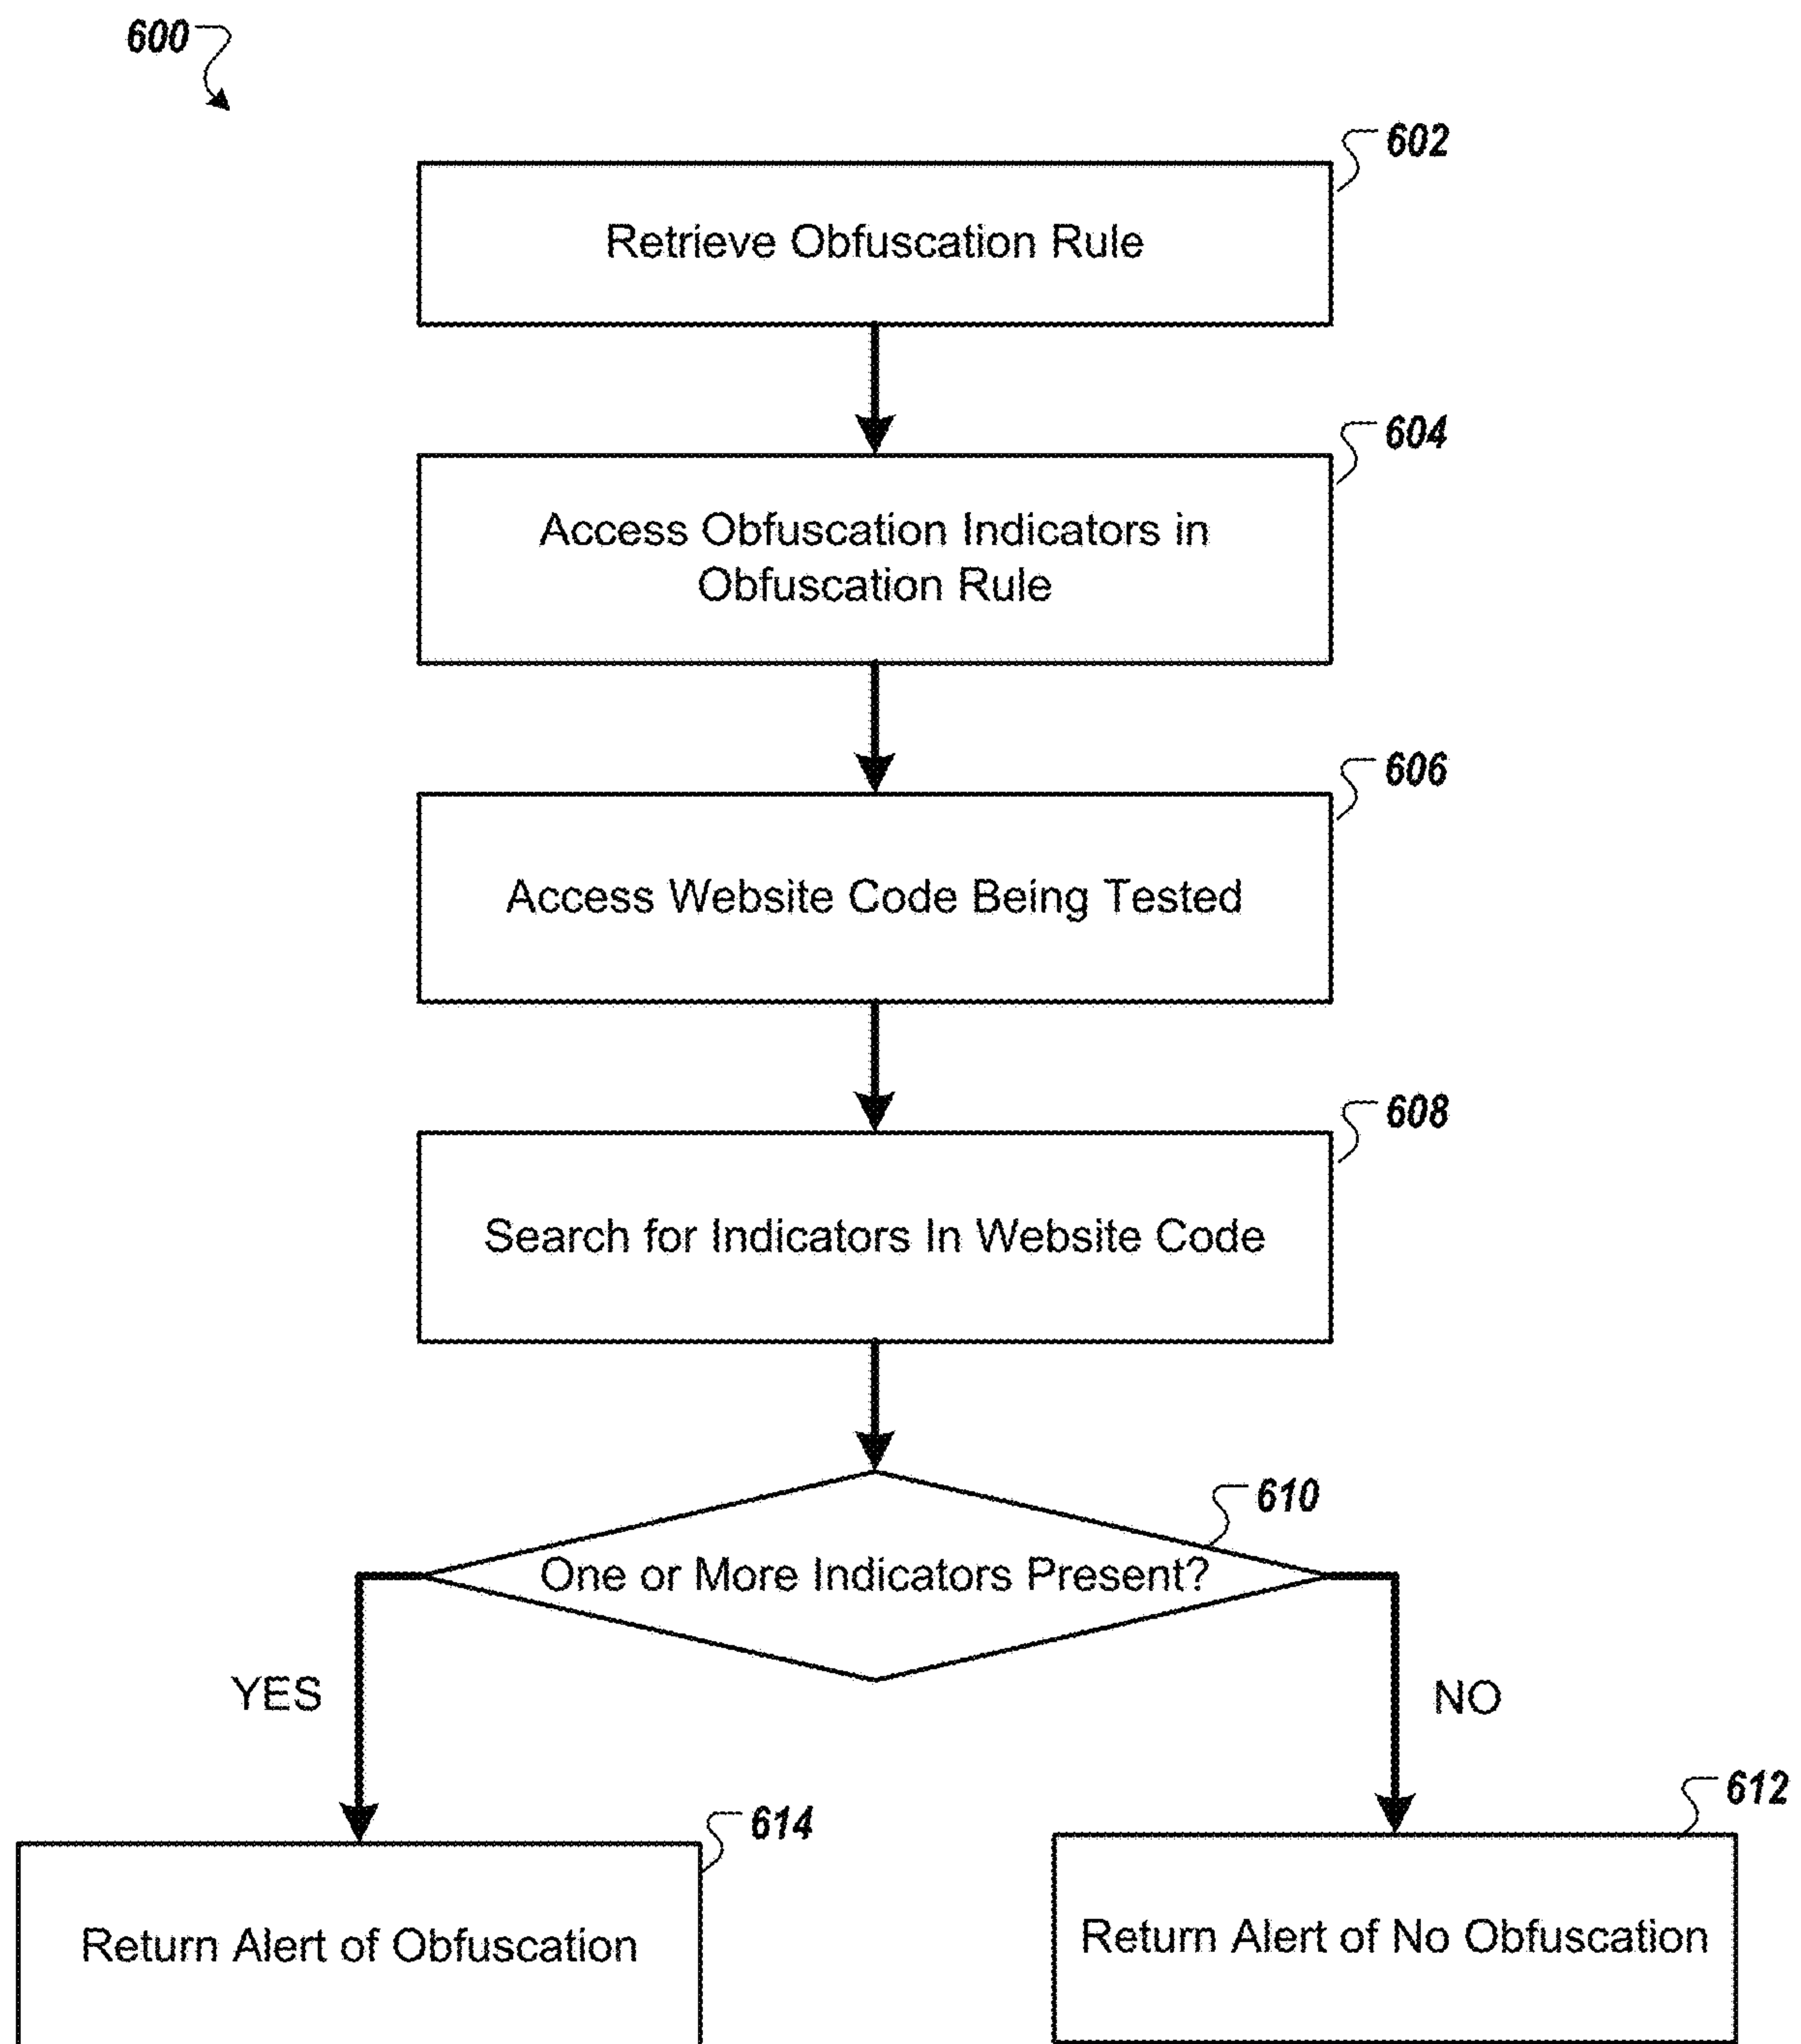 600
602
Retrieve Obfuscation Rule
604
Access Obfuscation Indicators in
Obfuscation Rule
606
Access Website Code Being Tested
608
Search for Indicators In Website Code
610
One or More Indicators Present?
YES
NO
614
612
Return Alert of Obfuscation
Return Alert of No Obfuscation